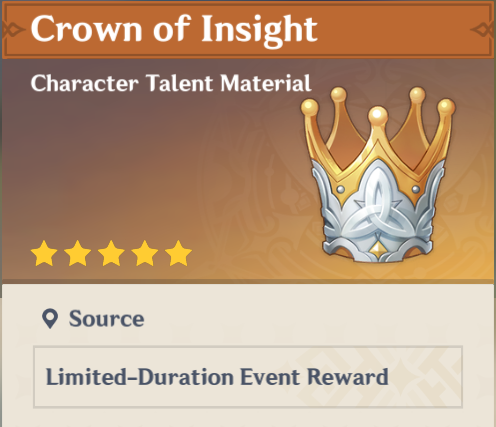 Crown of Insight
Character Talent Material
Source
Limited-Duration Event Reward